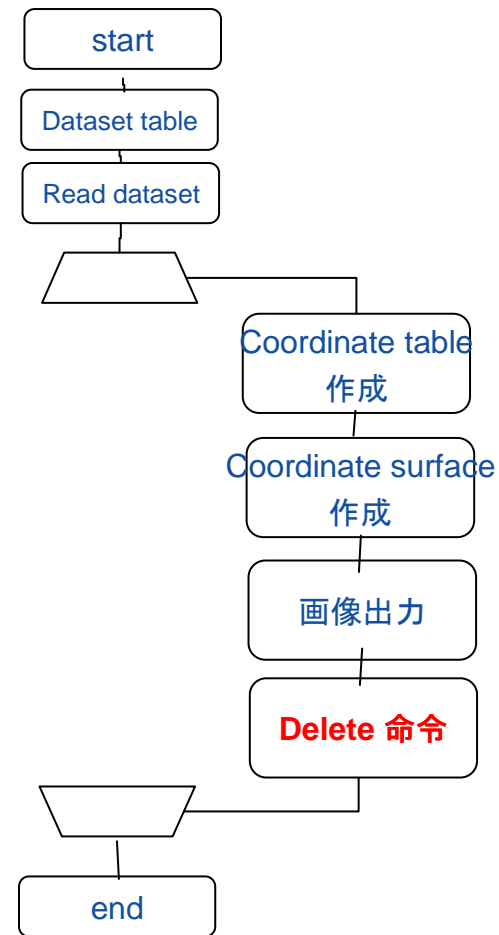 start
Dataset table
Read dataset
Coordinate table
作成
Coordinate surface
作成
画像出力
Delete 命令
end